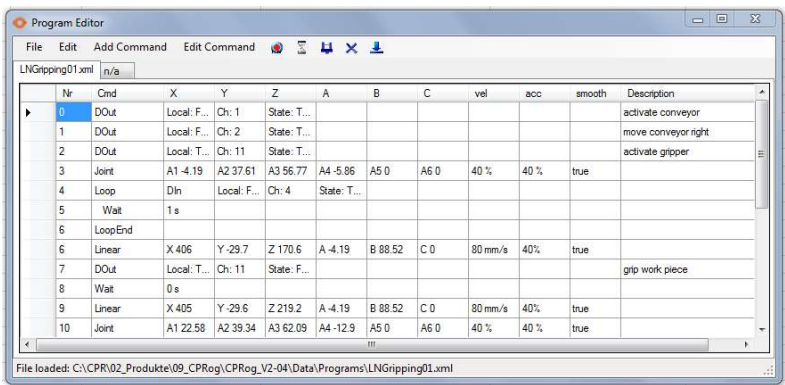 Program Editor
File Edit Add Command Edit Command
LNGripping01.xml n/a
Nr Cmd X Y Z A B C vel acc smooth Description
0 DOut Local: F... Ch: 1 State: T... activate conveyor
1 DOut Local: F... Ch: 2 State: T... move conveyor right
2 DOut Local: T... Ch: 11 State: T... activate gripper
3 Joint A1 -4.19 A2 37.61 A3 56.77 A4 -5.86 A5 0 A6 0 40 % 40 % true
4 Loop DIn Local: F... Ch: 4 State: T...
5 Wait 1 s
6 LoopEnd
6 Linear X 406 Y -29.7 Z 170.6 A -4.19 B 88.52 C 0 80 mm/s 40% true
7 DOut Local: T... Ch: 11 State: F... grip work piece
8 Wait 0 s
9 Linear X 405 Y -29.6 Z 219.2 A -4.19 B 88.52 C 0 80 mm/s 40% true
10 Joint A1 22.58 A2 39.34 A3 62.09 A4 -12.9 A5 0 A6 0 40 % 40 % true
File loaded: C:\CPR\02_Produkte\09_CPRog\CPRog_V2-04\Data\Programs\LNGripping01.xml